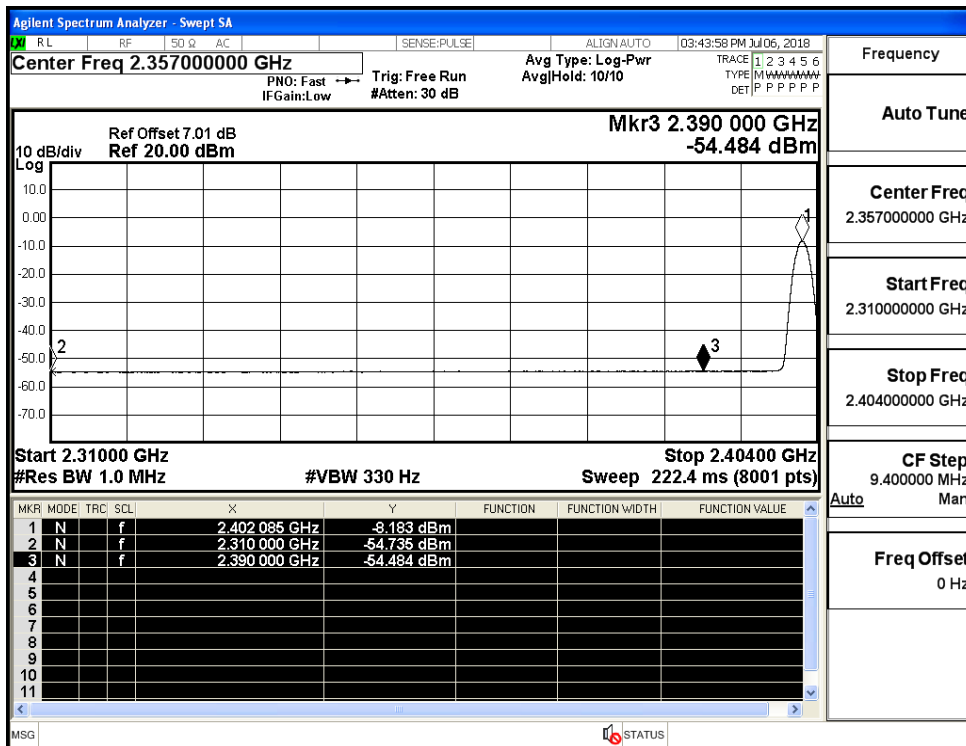 Agilent Spectrum Analyzer - Swept SA
LXI RL RF 50 Ω AC SENSE:PULSE ALIGN AUTO 03:43:58 PM Jul 06, 2018
Center Freq 2.357000000 GHz
PNO: Fast
IFGain:Low
Trig: Free Run
#Atten: 30 dB
Avg Type: Log-Pwr
Avg|Hold: 10/10
TRACE 1 2 3 4 5 6
TYPE M WWWWW
DET P P P P P P
Frequency
Auto Tune
Center Freq
2.357000000 GHz
Start Freq
2.310000000 GHz
Stop Freq
2.404000000 GHz
CF Step
9.400000 MHz
Auto Man
Freq Offset
0 Hz
Mkr3 2.390 000 GHz
-54.484 dBm
Ref Offset 7.01 dB
10 dB/div Ref 20.00 dBm
Log
10.0
0.00
-10.0
-20.0
-30.0
-40.0
-50.0
-60.0
-70.0
1
2
3
Start 2.31000 GHz Stop 2.40400 GHz
#Res BW 1.0 MHz #VBW 330 Hz Sweep 222.4 ms (8001 pts)
MKR MODE TRC SCL X Y FUNCTION FUNCTION WIDTH FUNCTION VALUE
1 N f 2.402 085 GHz -8.183 dBm
2 N f 2.310 000 GHz -54.735 dBm
3 N f 2.390 000 GHz -54.484 dBm
4
5
6
7
8
9
10
11
MSG STATUS